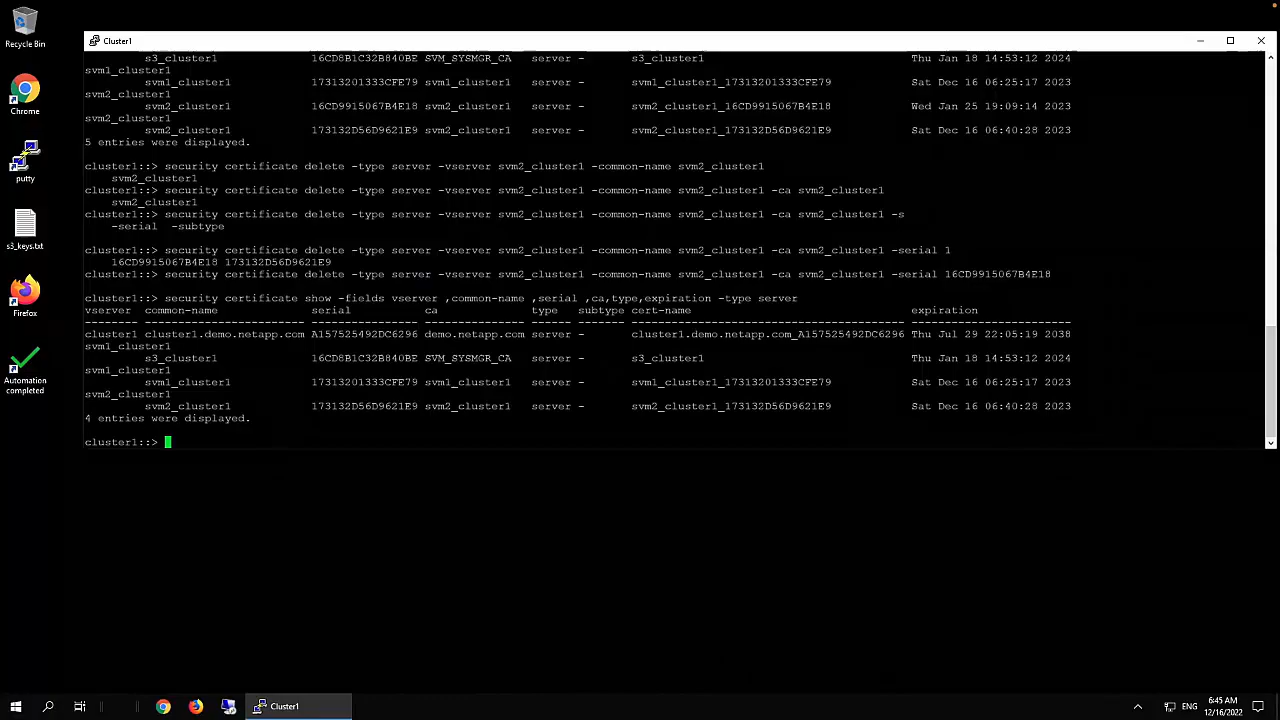 Recycle Bin
Chrome
putty
s3_keys.txt
Firefox
Automation
completed
Cluster1
s3_cluster1 16CD8B1C32B840BE SVM_SYSMGR_CA server - s3_cluster1 Thu Jan 18 14:53:12 2024
svm1_cluster1
svm1_cluster1 17313201333CFE79 svm1_cluster1 server - svm1_cluster1_17313201333CFE79 Sat Dec 16 06:25:17 2023
svm2_cluster1
svm2_cluster1 16CD9915067B4E18 svm2_cluster1 server - svm2_cluster1_16CD9915067B4E18 Wed Jan 25 19:09:14 2023
svm2_cluster1
svm2_cluster1 173132D56D9621E9 svm2_cluster1 server - svm2_cluster1_173132D56D9621E9 Sat Dec 16 06:40:28 2023
5 entries were displayed.
cluster1::> security certificate delete -type server -vserver svm2_cluster1 -common-name svm2_cluster1
svm2_cluster1
cluster1::> security certificate delete -type server -vserver svm2_cluster1 -common-name svm2_cluster1 -ca svm2_cluster1
svm2_cluster1
cluster1::> security certificate delete -type server -vserver svm2_cluster1 -common-name svm2_cluster1 -ca svm2_cluster1 -s
-serial -subtype
cluster1::> security certificate delete -type server -vserver svm2_cluster1 -common-name svm2_cluster1 -ca svm2_cluster1 -serial 1
16CD9915067B4E18 173132D56D9621E9
cluster1::> security certificate delete -type server -vserver svm2_cluster1 -common-name svm2_cluster1 -ca svm2_cluster1 -serial 16CD9915067B4E18
cluster1::> security certificate show -fields vserver ,common-name ,serial ,ca,type,expiration -type server
vserver common-name serial ca type subtype cert-name expiration
-------- ----------------------- ---------------- --------------- ------ ------- ----------------------------------------- ------------------------
cluster1 cluster1.demo.netapp.com A157525492DC6296 demo.netapp.com server - cluster1.demo.netapp.com_A157525492DC6296 Thu Jul 29 22:05:19 2038
svm1_cluster1
s3_cluster1 16CD8B1C32B840BE SVM_SYSMGR_CA server - s3_cluster1 Thu Jan 18 14:53:12 2024
svm1_cluster1
svm1_cluster1 17313201333CFE79 svm1_cluster1 server - svm1_cluster1_17313201333CFE79 Sat Dec 16 06:25:17 2023
svm2_cluster1
svm2_cluster1 173132D56D9621E9 svm2_cluster1 server - svm2_cluster1_173132D56D9621E9 Sat Dec 16 06:40:28 2023
4 entries were displayed.
cluster1::>
Cluster1
ENG
6:45 AM
12/16/2022